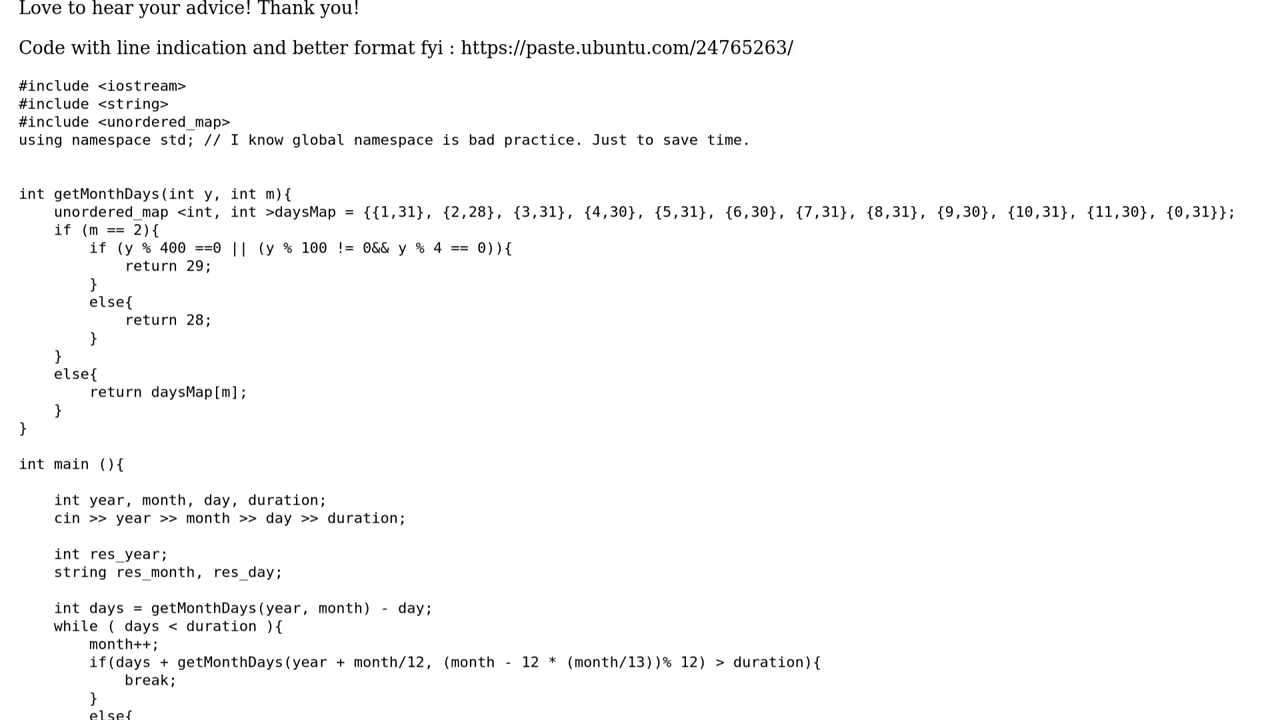 Love to hear your advice! Thank you!
Code with line indication and better format fyi : https://paste.ubuntu.com/24765263/
#include <iostream>
#include <string>
#include <unordered_map>
using namespace std; // I know global namespace is bad practice. Just to save time.
int getMonthDays(int y, int m){
    unordered_map <int, int >daysMap = {{1,31}, {2,28}, {3,31}, {4,30}, {5,31}, {6,30}, {7,31}, {8,31}, {9,30}, {10,31}, {11,30}, {0,31}};
    if (m == 2){
        if (y % 400 ==0 || (y % 100 != 0&& y % 4 == 0)){
            return 29;
        }
        else{
            return 28;
        }
    }
    else{
        return daysMap[m];
    }
}
int main (){
    int year, month, day, duration;
    cin >> year >> month >> day >> duration;
    int res_year;
    string res_month, res_day;
    int days = getMonthDays(year, month) - day;
    while ( days < duration ){
        month++;
        if(days + getMonthDays(year + month/12, (month - 12 * (month/13))% 12) > duration){
            break;
        }
        else{